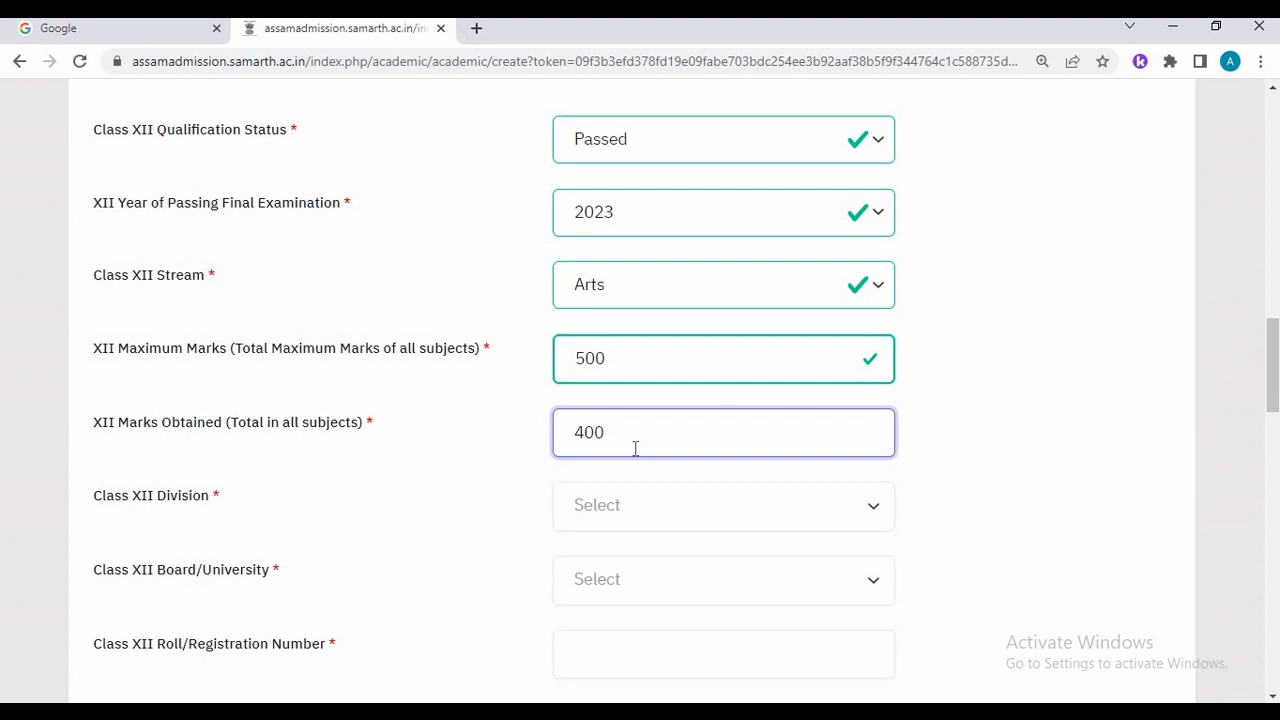 Google
assamadmission.samarth.ac.in/in
assamadmission.samarth.ac.in/index.php/academic/academic/create?token=09f3b3efd378fd19e09fabe703bdc254ee3b92aaf38b5f9f344764c1c588735d...
A
Class XII Qualification Status *
Passed
XII Year of Passing Final Examination *
2023
Class XII Stream *
Arts
XII Maximum Marks (Total Maximum Marks of all subjects) *
500
XII Marks Obtained (Total in all subjects) *
400
Class XII Division *
Select
Class XII Board/University *
Select
Class XII Roll/Registration Number *
Activate Windows
Go to Settings to activate Windows.